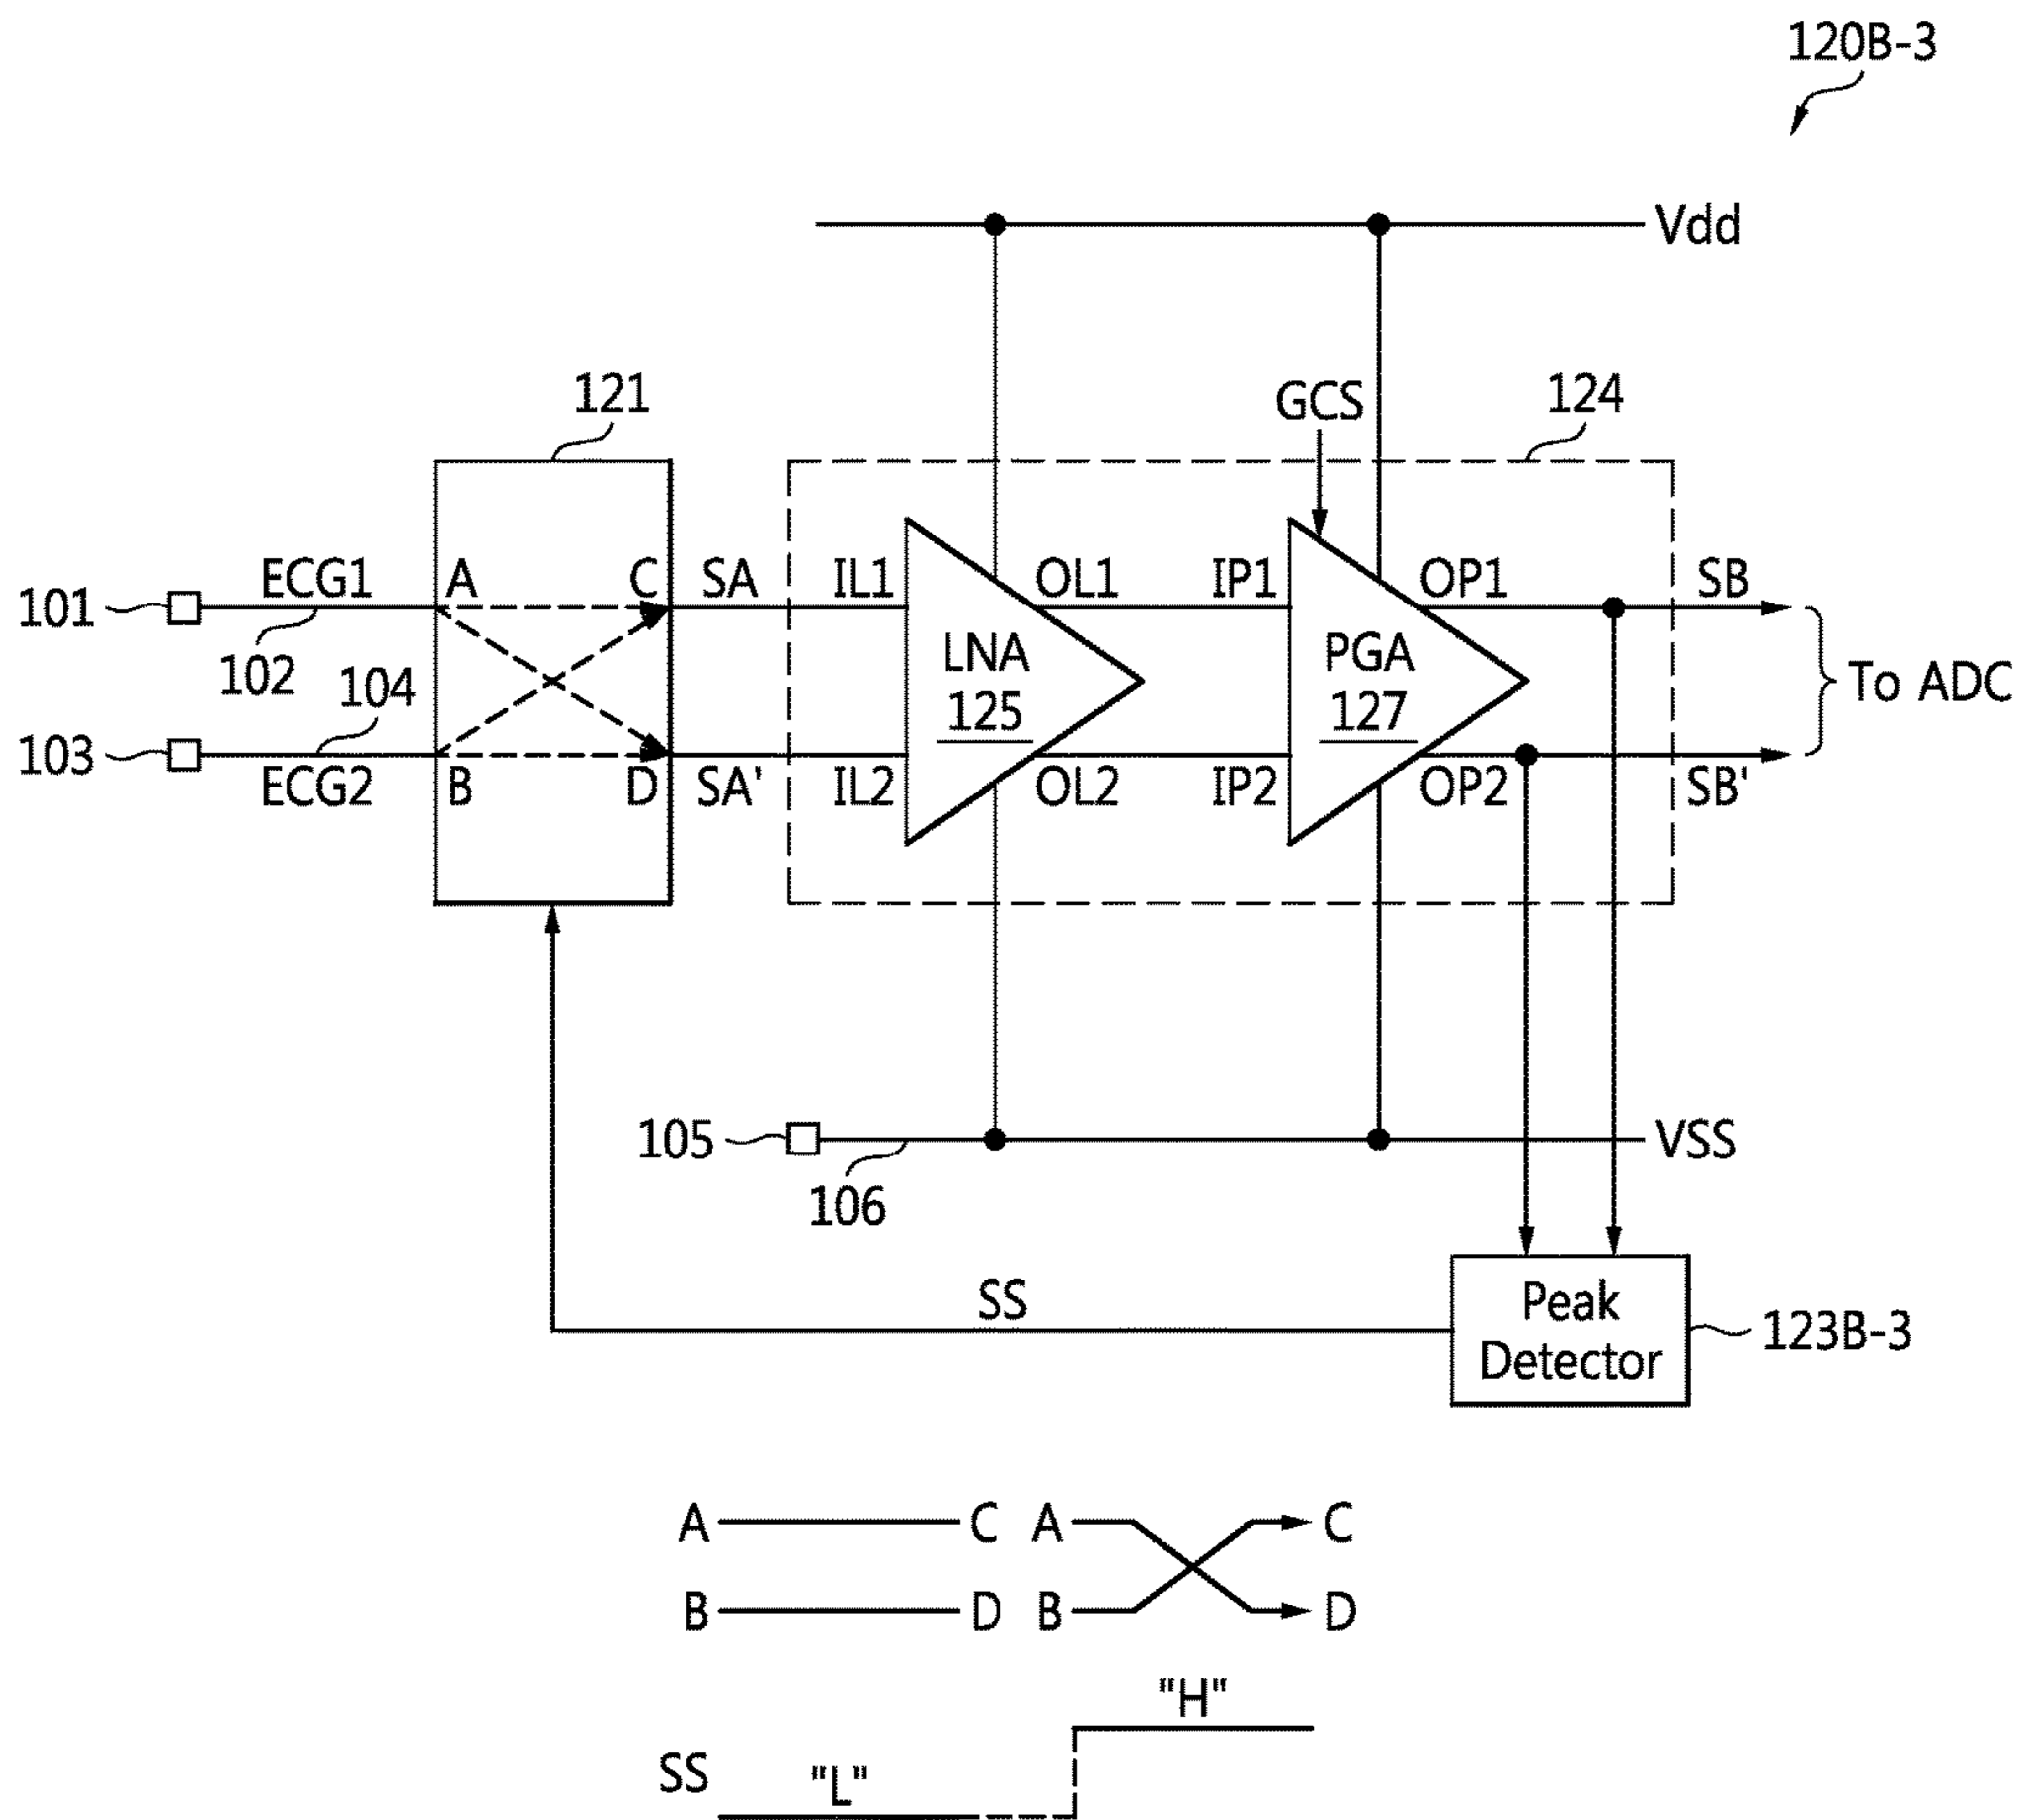 120B-3
Vdd
121
GCS
124
ECG1
A
C
SA
IL1
OL1
IP1
OP1
SB
101
102
LNA
125
PGA
127
To ADC
104
103
ECG2
B
D
SA'
IL2
OL2
IP2
OP2
SB'
105
VSS
106
SS
Peak
Detector
123B-3
A C A C
B D B D
"H"
SS "L"